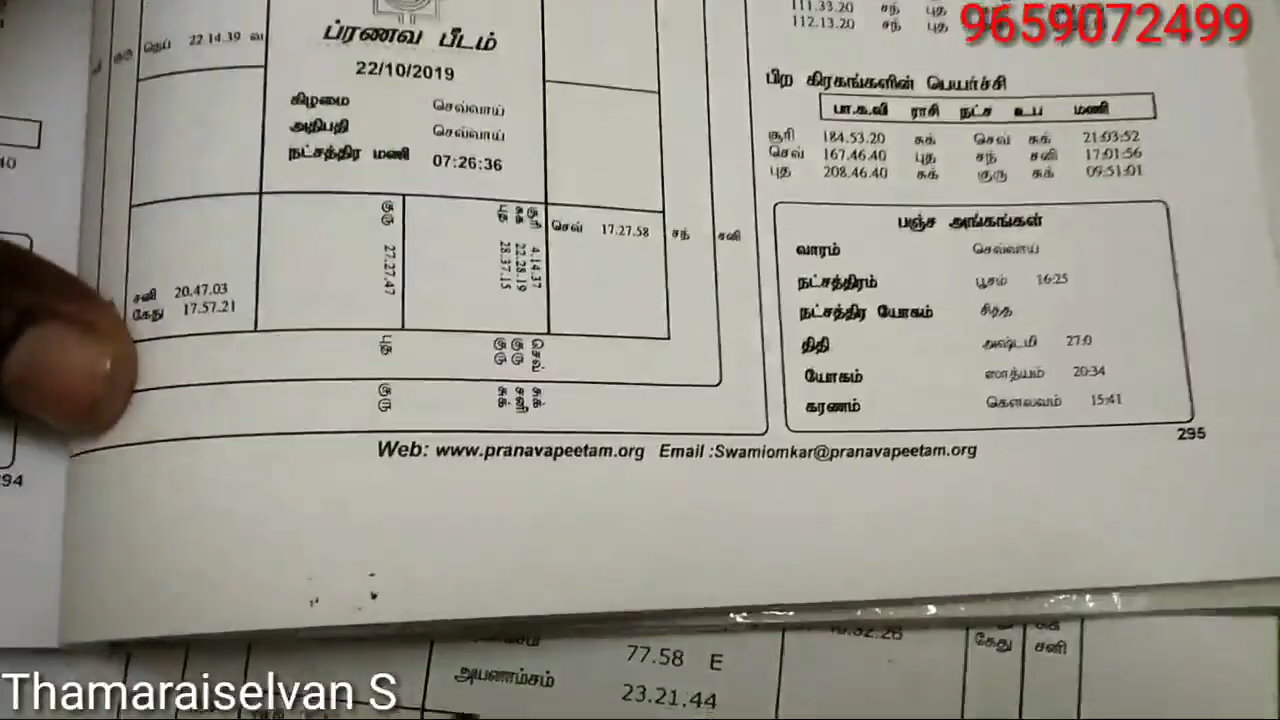 111.33.20 சந் புத
112.13.20 சந் புத
9659072499
குரு நெப் 22.14.39 வ
ப்ரணவ பீடம்
22/10/2019
கிழமை செவ்வாய்
அதிபதி செவ்வாய்
நட்சத்திர மணி 07:26:36
பிற கிரகங்களின் பெயர்ச்சி
பா.க.வி ராசி நட்ச உப மணி
சூரி 184.53.20 சுக் செவ் சுக் 21:03:52
செவ் 167.46.40 புத சந் சனி 17:01:56
புத 208.46.40 சுக் குரு சுக் 09:51:01
குரு 27.27.47 புத குரு
சூரி 4.14.37 செவ் சுக்
சுக் 22.28.19 குரு சனி
புத 28.37.15 குரு சுக்
செவ் 17.27.58 சந் சனி
சனி 20.47.03
கேது 17.57.21
பஞ்ச அங்கங்கள்
வாரம் செவ்வாய்
நட்சத்திரம் பூசம் 16:25
நட்சத்திர யோகம் சித்த
திதி அஷ்டமி 27:0
யோகம் ஸாத்யம் 20:34
கரணம் கௌலவம் 15:41
295
Web: www.pranavapeetam.org Email :Swamiomkar@pranavapeetam.org
77.58 E
கேது சனி
அயணாம்சம் 23.21.44
Thamaraiselvan S